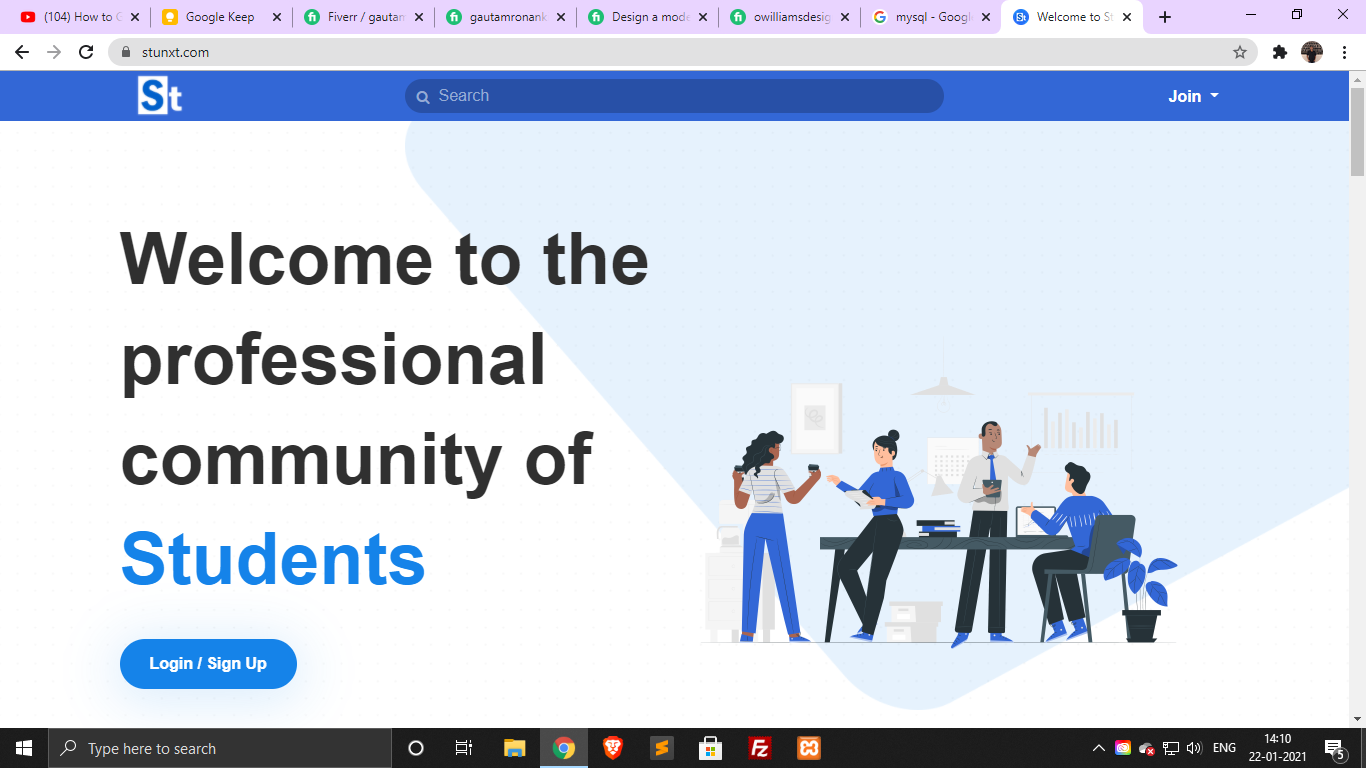 (104) How to G
Google Keep
Fiverr / gautam
gautamronank
Design a mode
owilliamsdesig
mysql - Googl
Welcome to St
stunxt.com
St
Search
Join
Welcome to the
professional
community of
Students
Login / Sign Up
Type here to search
ENG
14:10
22-01-2021
5